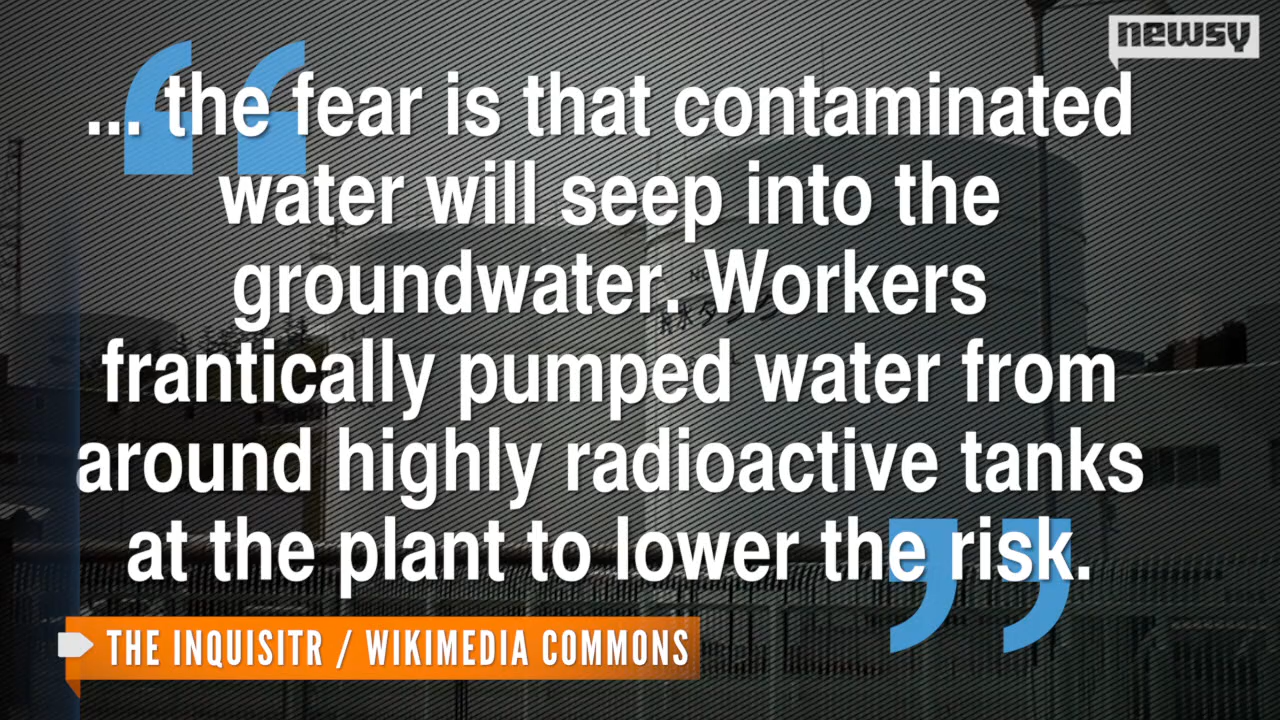 newsy
... the fear is that contaminated
water will seep into the
groundwater. Workers
frantically pumped water from
around highly radioactive tanks
at the plant to lower the risk.
THE INQUISITR / WIKIMEDIA COMMONS